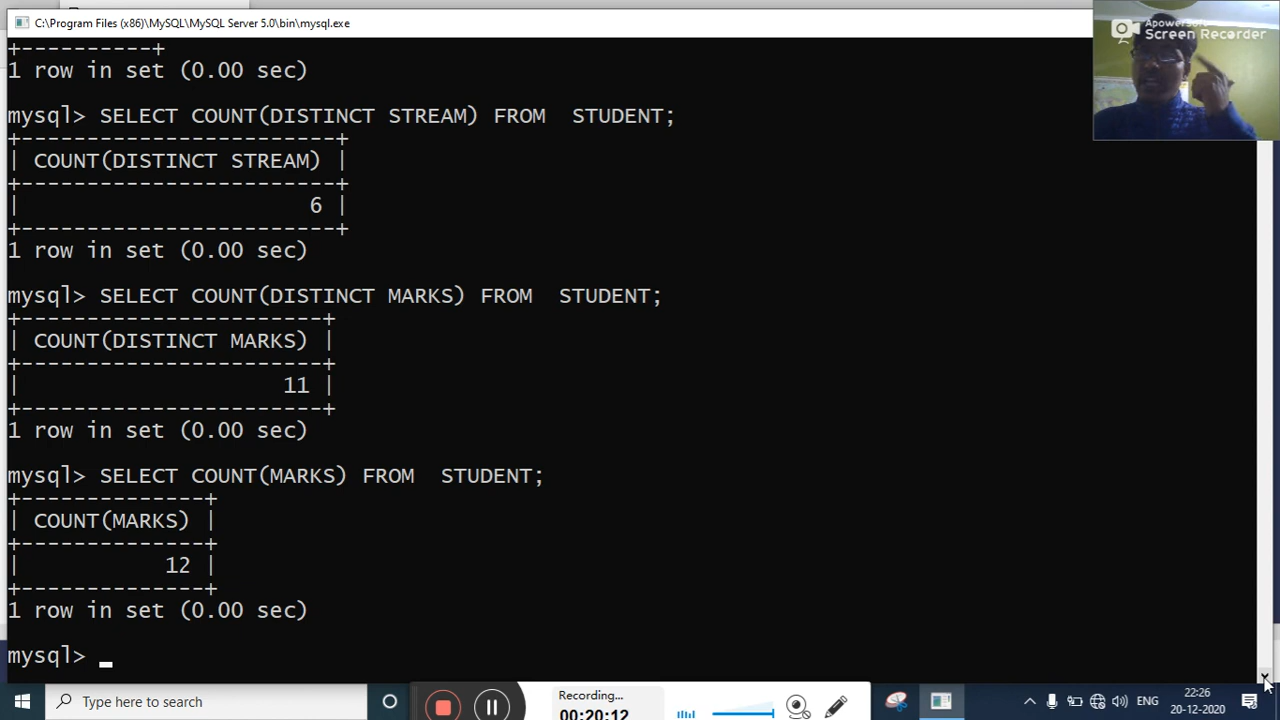 C:\Program Files (x86)\MySQL\MySQL Server 5.0\bin\mysql.exe
Apowersoft
Screen Recorder
+----------+
1 row in set (0.00 sec)
mysql> SELECT COUNT(DISTINCT STREAM) FROM  STUDENT;
+------------------------+
| COUNT(DISTINCT STREAM) |
+------------------------+
|                      6 |
+------------------------+
1 row in set (0.00 sec)
mysql> SELECT COUNT(DISTINCT MARKS) FROM  STUDENT;
+-----------------------+
| COUNT(DISTINCT MARKS) |
+-----------------------+
|                    11 |
+-----------------------+
1 row in set (0.00 sec)
mysql> SELECT COUNT(MARKS) FROM  STUDENT;
+--------------+
| COUNT(MARKS) |
+--------------+
|           12 |
+--------------+
1 row in set (0.00 sec)
mysql> _
Type here to search
Recording...
00:20:12
ENG
22:26
20-12-2020